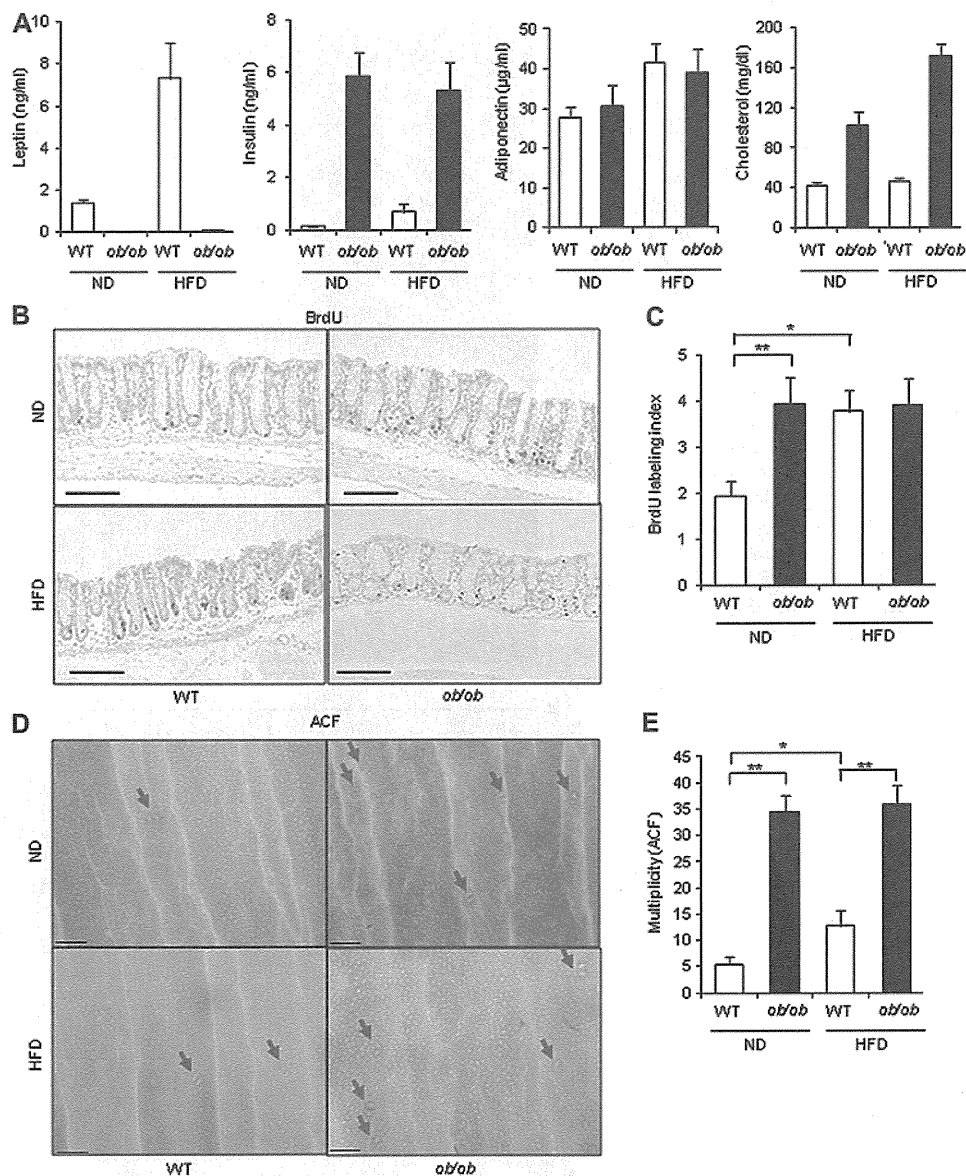 A
Leptin (ng/ml)
10
8
6
4
2
0
WT ob/ob WT ob/ob
ND HFD
Insulin (ng/ml)
8
6
4
2
0
WT ob/ob WT ob/ob
ND HFD
Adiponectin (μg/ml)
50
40
30
20
10
0
WT ob/ob WT ob/ob
ND HFD
Cholesterol (mg/dl)
200
160
120
80
40
0
WT ob/ob WT ob/ob
ND HFD
B
BrdU
ND
HFD
WT
ob/ob
C
* 
**
BrdU labeling index
5
4
3
2
1
0
WT ob/ob WT ob/ob
ND HFD
D
ACF
ND
HFD
WT
ob/ob
E
*
** **
Multiplicity (ACF)
45
40
35
30
25
20
15
10
5
0
WT ob/ob WT ob/ob
ND HFD